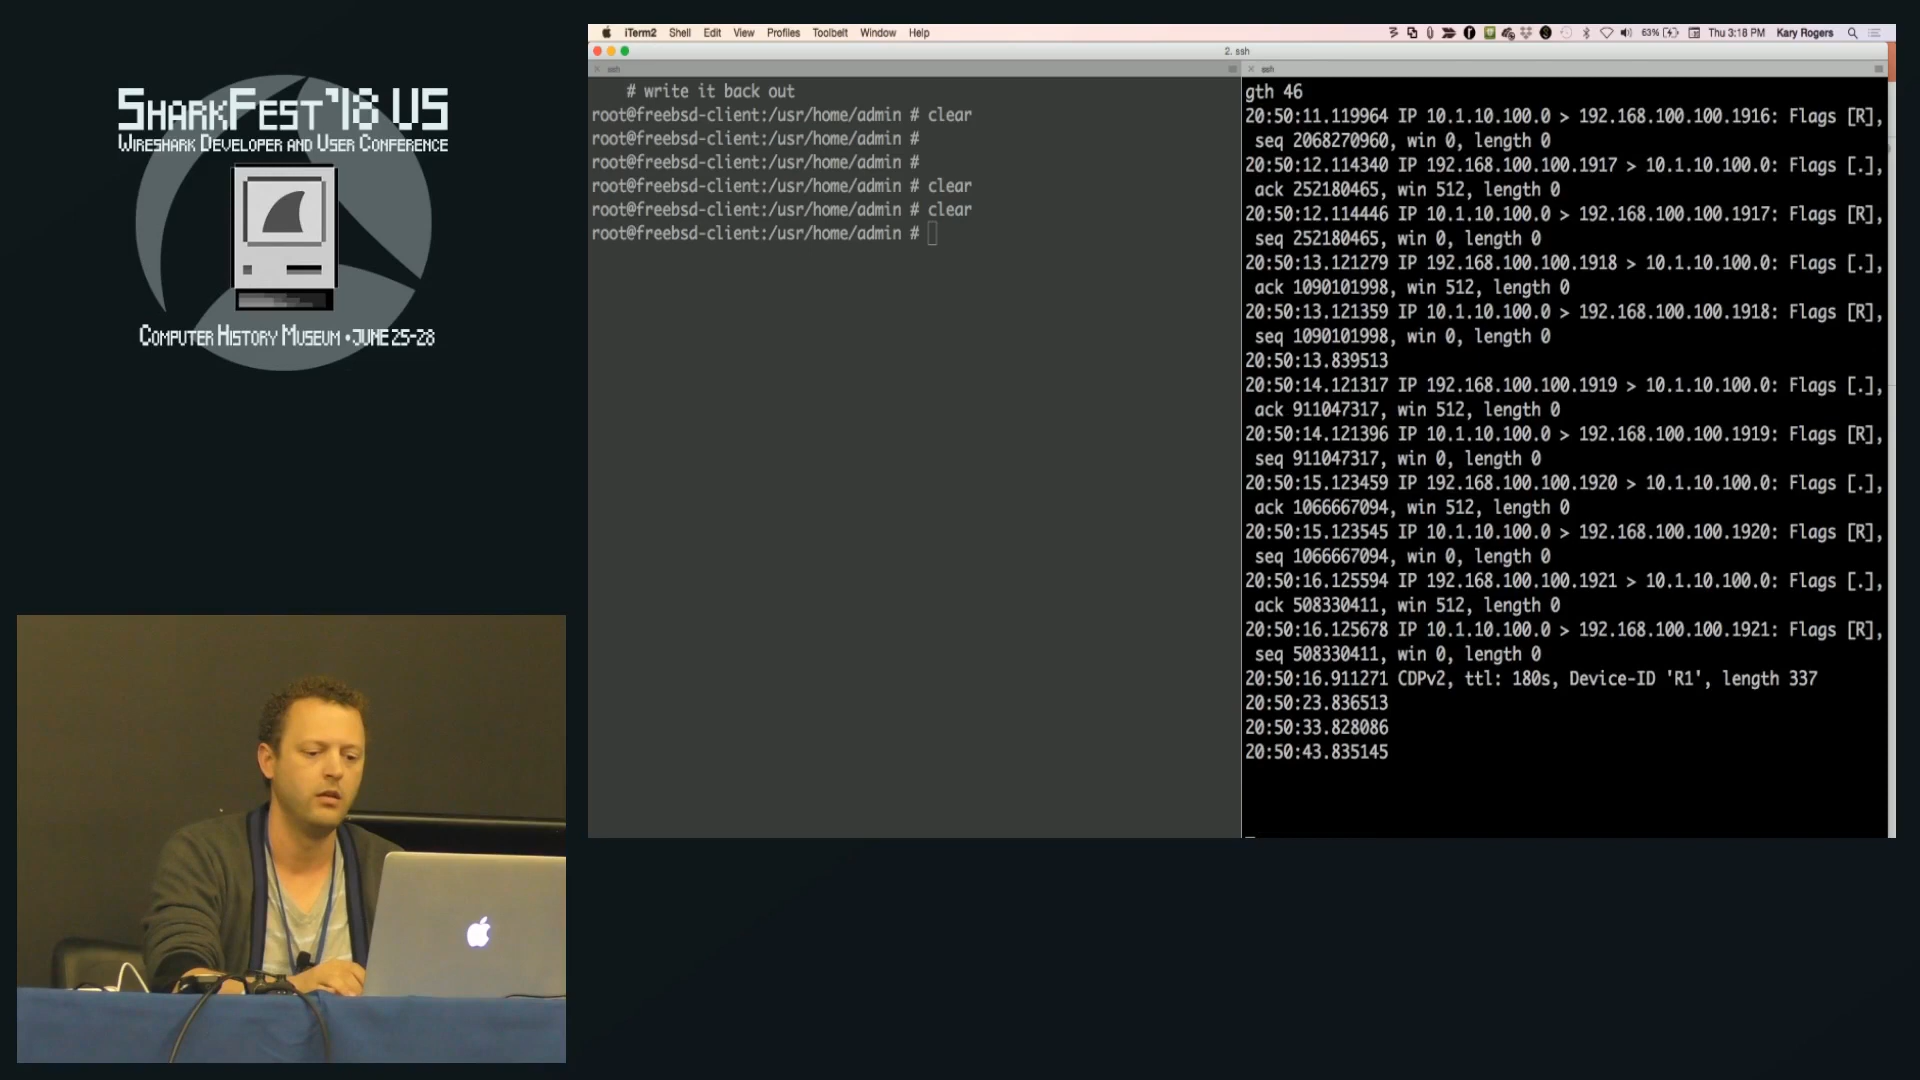 SHARKFEST '18 US
WIRESHARK DEVELOPER AND USER CONFERENCE
COMPUTER HISTORY MUSEUM • JUNE 25-28
iTerm2 Shell Edit View Profiles Toolbelt Window Help
63% Thu 3:18 PM Kary Rogers
2. ssh
ssh
ssh
# write it back out
root@freebsd-client:/usr/home/admin # clear
root@freebsd-client:/usr/home/admin #
root@freebsd-client:/usr/home/admin #
root@freebsd-client:/usr/home/admin # clear
root@freebsd-client:/usr/home/admin # clear
root@freebsd-client:/usr/home/admin #
gth 46
20:50:11.119964 IP 10.1.10.100.0 > 192.168.100.100.1916: Flags [R],
seq 2068270960, win 0, length 0
20:50:12.114340 IP 192.168.100.100.1917 > 10.1.10.100.0: Flags [.],
ack 252180465, win 512, length 0
20:50:12.114446 IP 10.1.10.100.0 > 192.168.100.100.1917: Flags [R],
seq 252180465, win 0, length 0
20:50:13.121279 IP 192.168.100.100.1918 > 10.1.10.100.0: Flags [.],
ack 1090101998, win 512, length 0
20:50:13.121359 IP 10.1.10.100.0 > 192.168.100.100.1918: Flags [R],
seq 1090101998, win 0, length 0
20:50:13.839513
20:50:14.121317 IP 192.168.100.100.1919 > 10.1.10.100.0: Flags [.],
ack 911047317, win 512, length 0
20:50:14.121396 IP 10.1.10.100.0 > 192.168.100.100.1919: Flags [R],
seq 911047317, win 0, length 0
20:50:15.123459 IP 192.168.100.100.1920 > 10.1.10.100.0: Flags [.],
ack 1066667094, win 512, length 0
20:50:15.123545 IP 10.1.10.100.0 > 192.168.100.100.1920: Flags [R],
seq 1066667094, win 0, length 0
20:50:16.125594 IP 192.168.100.100.1921 > 10.1.10.100.0: Flags [.],
ack 508330411, win 512, length 0
20:50:16.125678 IP 10.1.10.100.0 > 192.168.100.100.1921: Flags [R],
seq 508330411, win 0, length 0
20:50:16.911271 CDPv2, ttl: 180s, Device-ID 'R1', length 337
20:50:23.836513
20:50:33.828086
20:50:43.835145